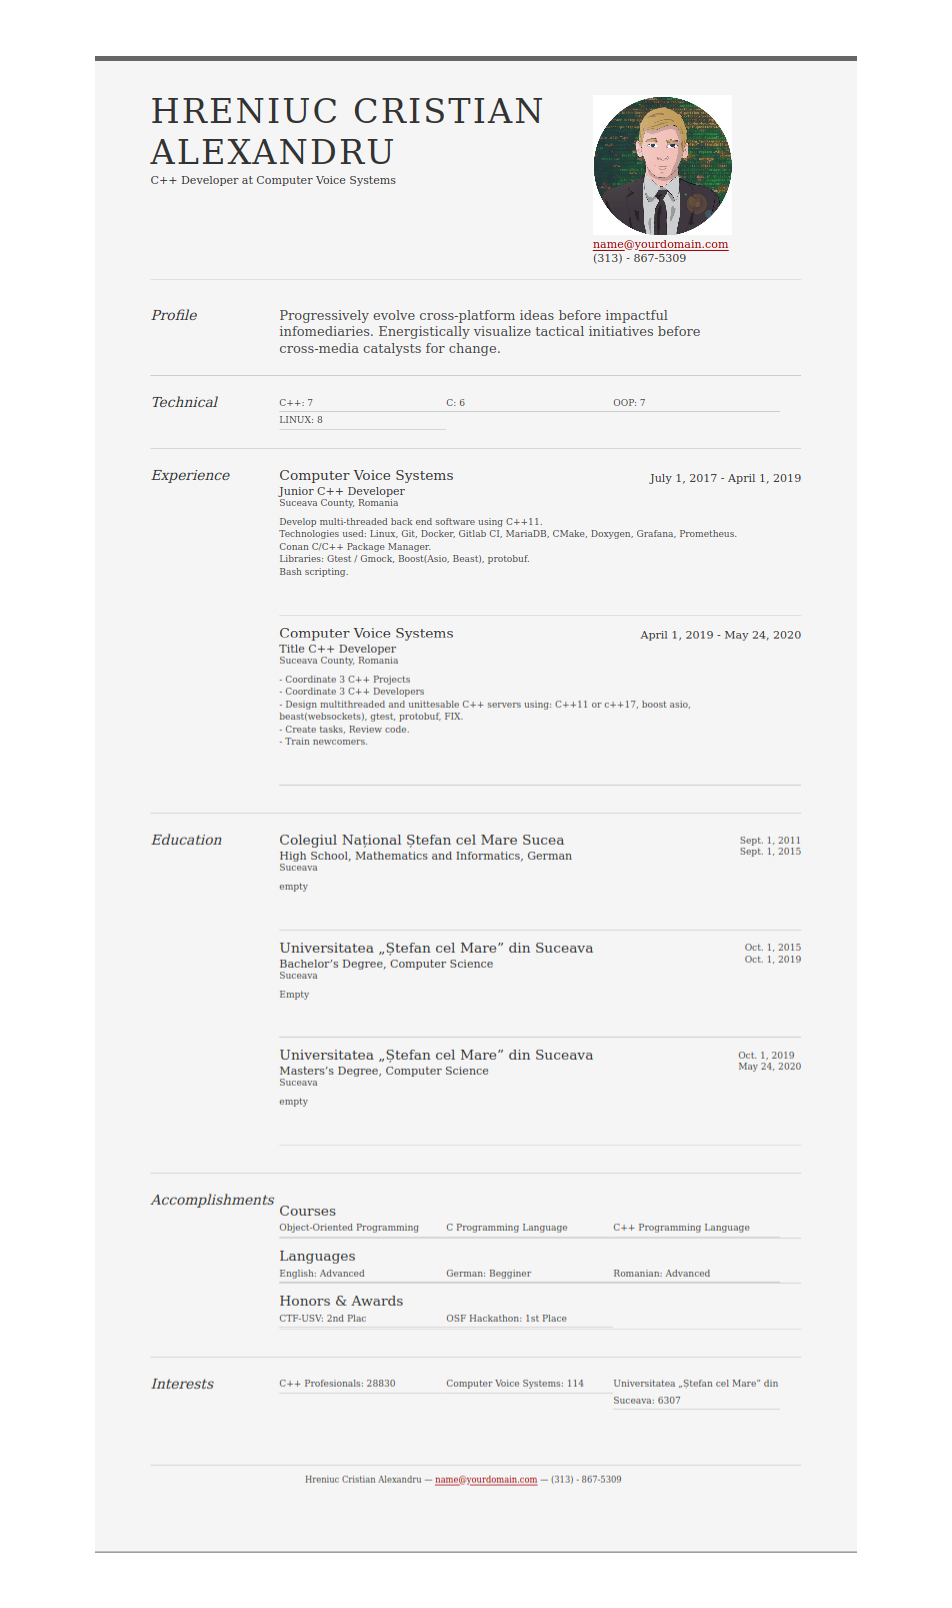 HRENIUC CRISTIAN
ALEXANDRU
C++ Developer at Computer Voice Systems
name@yourdomain.com
(313) - 867-5309
Profile
Progressively evolve cross-platform ideas before impactful
infomediaries. Energistically visualize tactical initiatives before
cross-media catalysts for change.
Technical
C++: 7 C: 6 OOP: 7
LINUX: 8
Experience
Computer Voice Systems July 1, 2017 - April 1, 2019
Junior C++ Developer
Suceava County, Romania
Develop multi-threaded back end software using C++11.
Technologies used: Linux, Git, Docker, Gitlab CI, MariaDB, CMake, Doxygen, Grafana, Prometheus.
Conan C/C++ Package Manager.
Libraries: Gtest / Gmock, Boost(Asio, Beast), protobuf.
Bash scripting.
Computer Voice Systems April 1, 2019 - May 24, 2020
Title C++ Developer
Suceava County, Romania
- Coordinate 3 C++ Projects
- Coordinate 3 C++ Developers
- Design multithreaded and unittesable C++ servers using: C++11 or c++17, boost asio,
beast(websockets), gtest, protobuf, FIX.
- Create tasks, Review code.
- Train newcomers.
Education
Colegiul Național Ștefan cel Mare Sucea Sept. 1, 2011
High School, Mathematics and Informatics, German Sept. 1, 2015
Suceava
empty
Universitatea „Ștefan cel Mare” din Suceava Oct. 1, 2015
Bachelor’s Degree, Computer Science Oct. 1, 2019
Suceava
Empty
Universitatea „Ștefan cel Mare” din Suceava Oct. 1, 2019
Masters’s Degree, Computer Science May 24, 2020
Suceava
empty
Accomplishments
Courses
Object-Oriented Programming C Programming Language C++ Programming Language
Languages
English: Advanced German: Begginer Romanian: Advanced
Honors & Awards
CTF-USV: 2nd Plac OSF Hackathon: 1st Place
Interests
C++ Profesionals: 28830 Computer Voice Systems: 114 Universitatea „Ștefan cel Mare” din
Suceava: 6307
Hreniuc Cristian Alexandru — name@yourdomain.com — (313) - 867-5309